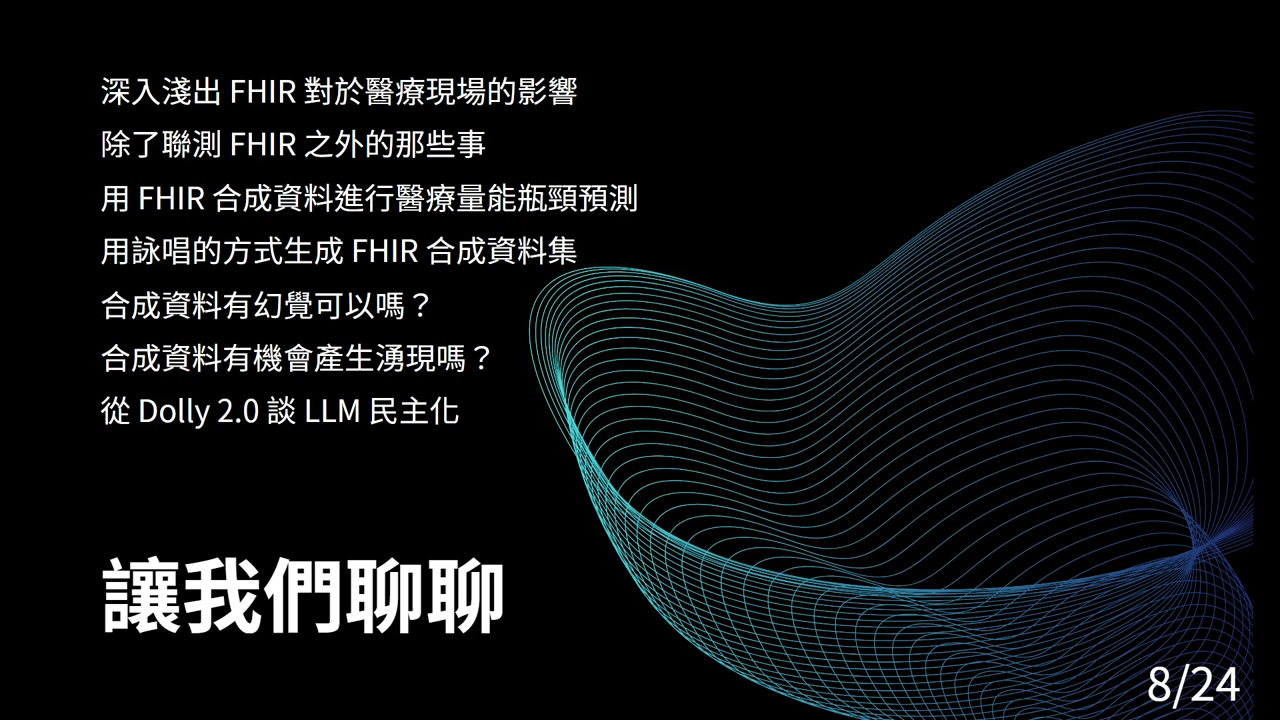 深入淺出 FHIR 對於醫療現場的影響
除了聯測 FHIR 之外的那些事
用 FHIR 合成資料進行醫療量能瓶頸預測
用詠唱的方式生成 FHIR 合成資料集
合成資料有幻覺可以嗎？
合成資料有機會產生湧現嗎？
從 Dolly 2.0 談 LLM 民主化
讓我們聊聊
8/24